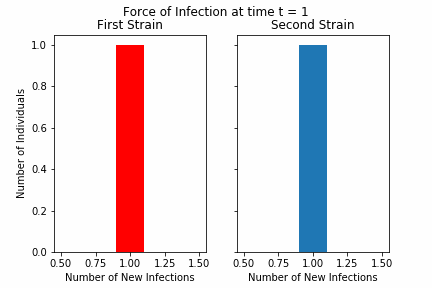 Force of Infection at time t = 1
First Strain
Second Strain
Number of Individuals
1.0
0.8
0.6
0.4
0.2
0.0
0.50 0.75 1.00 1.25 1.50
0.50 0.75 1.00 1.25 1.50
Number of New Infections
Number of New Infections